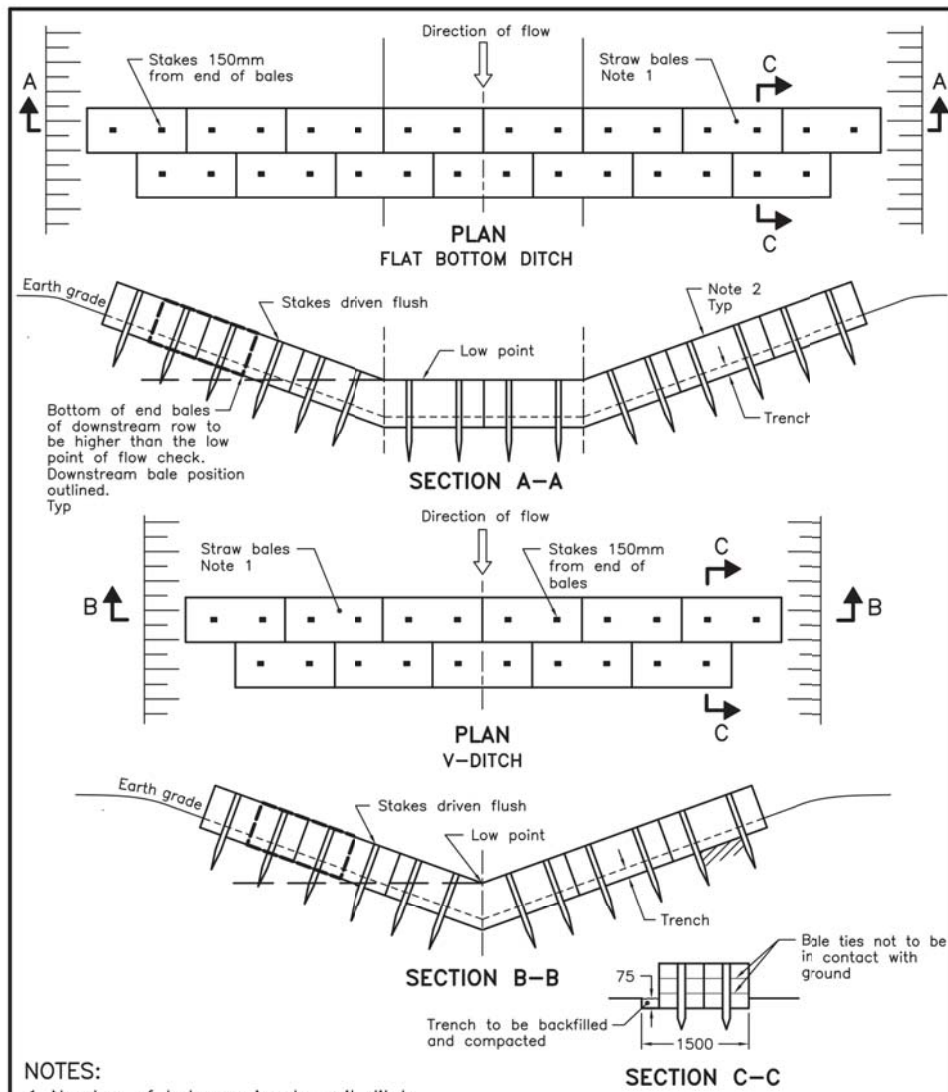 Direction of flow
Stakes 150mm
from end of bales
Straw bales
Note 1
C
A
A
C
PLAN
FLAT BOTTOM DITCH
Earth grade
Stakes driven flush
Note 2
Typ
Low point
Trench
Bottom of end bales
of downstream row to
be higher than the low
point of flow check.
Downstream bale position
outlined.
Typ
SECTION A-A
Direction of flow
Straw bales
Note 1
Stakes 150mm
from end of
bales
C
B
B
C
PLAN
V-DITCH
Earth grade
Stakes driven flush
Low point
Trench
SECTION B-B
Bale ties not to be
in contact with
ground
75
Trench to be backfilled
and compacted
1500
SECTION C-C
NOTES: